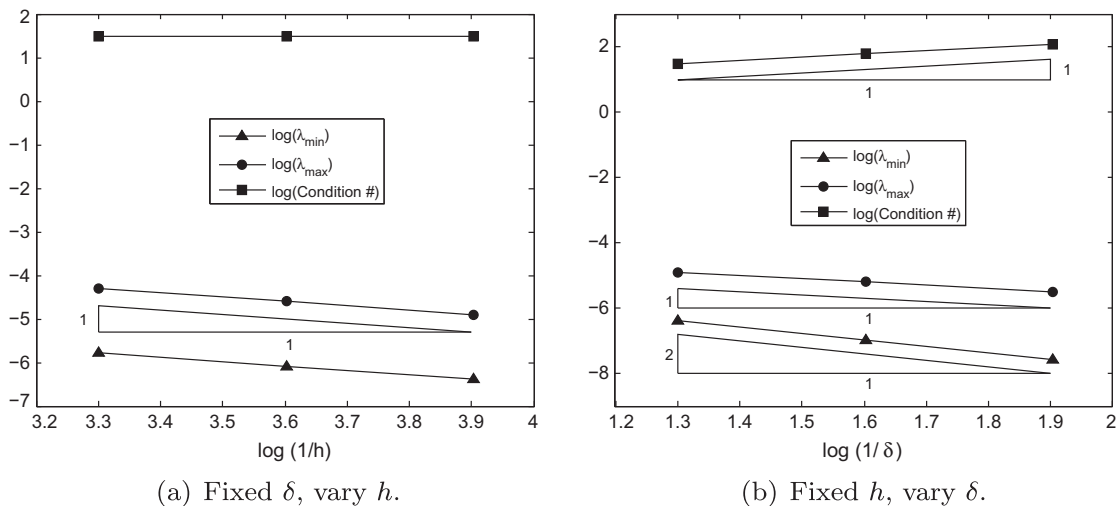 2
1
0
−1
−2
−3
−4
−5
−6
−7
3.2 3.3 3.4 3.5 3.6 3.7 3.8 3.9 4
log (1/h)
log(λmin)
log(λmax)
log(Condition #)
1
1
(a) Fixed δ, vary h.
2
0
−2
−4
−6
−8
1.2 1.3 1.4 1.5 1.6 1.7 1.8 1.9 2
log (1/ δ)
log(λmin)
log(λmax)
log(Condition #)
1
1
1
1
2
1
(b) Fixed h, vary δ.